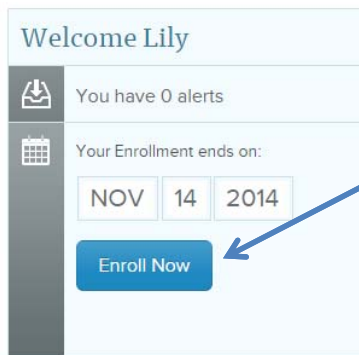 Welcome Lily
You have 0 alerts
Your Enrollment ends on:
NOV 14 2014
Enroll Now